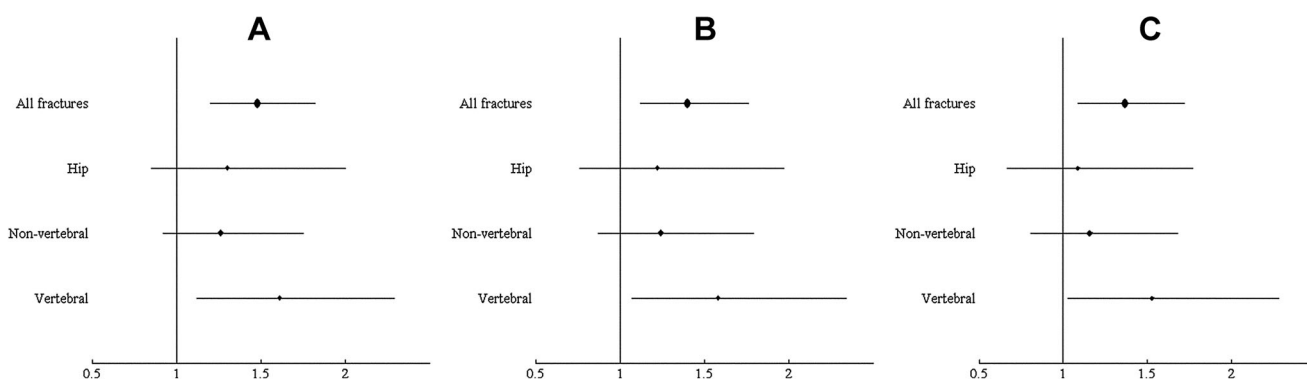 A
All fractures
Hip
Non-vertebral
Vertebral
0.5 1 1.5 2
B
All fractures
Hip
Non-vertebral
Vertebral
0.5 1 1.5 2
C
All fractures
Hip
Non-vertebral
Vertebral
0.5 1 1.5 2